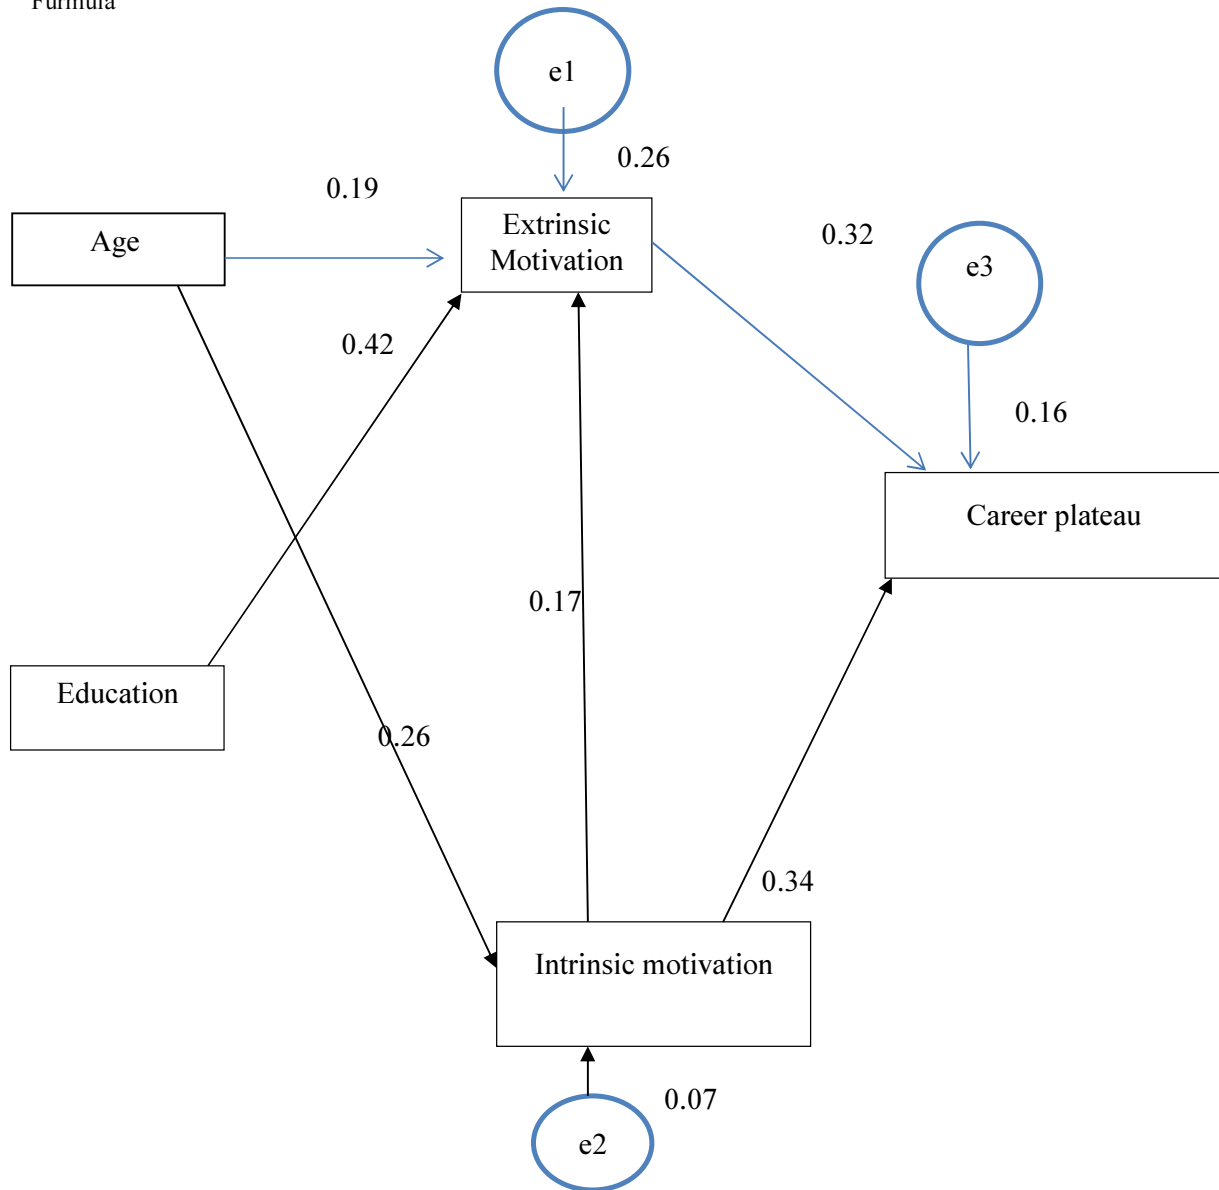 Furmula
e1
0.26
0.19
Extrinsic
Motivation
Age
0.32
e3
0.42
0.16
Career plateau
0.17
Education
0.26
0.34
Intrinsic motivation
0.07
e2